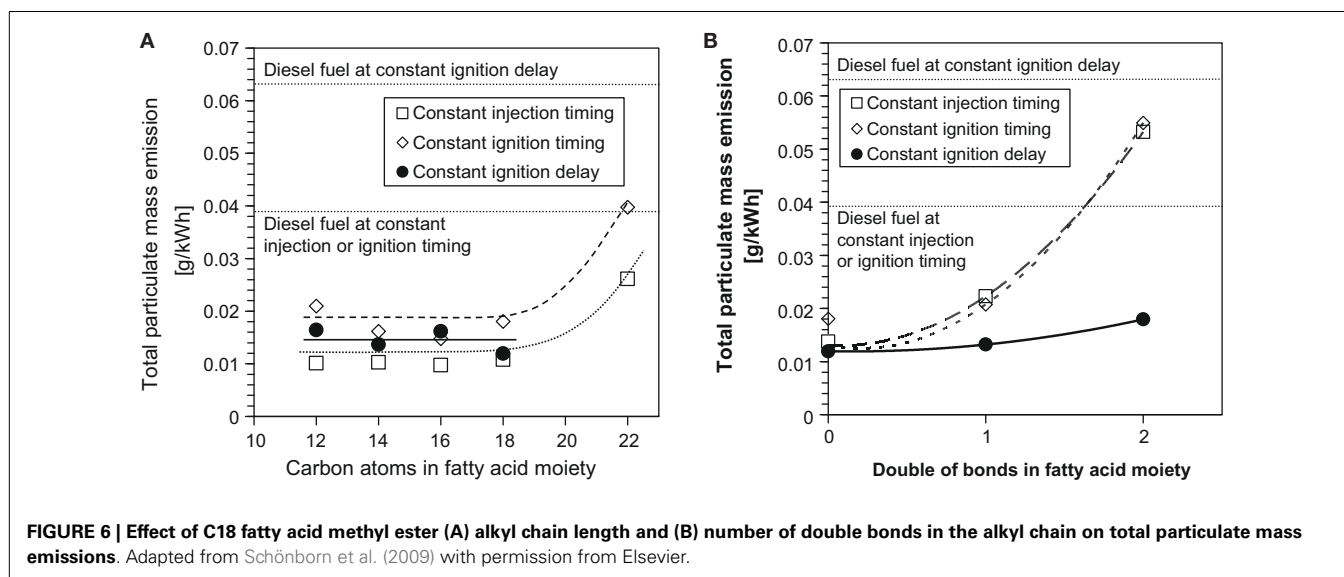 A
Total particulate mass emission
[g/kWh]
0.07
0.06
0.05
0.04
0.03
0.02
0.01
0
Diesel fuel at constant ignition delay
Constant injection timing
Constant ignition timing
Constant ignition delay
Diesel fuel at constant
injection or ignition timing
10
12
14
16
18
20
22
Carbon atoms in fatty acid moiety
B
Total particulate mass emission
[g/kWh]
0.07
0.06
0.05
0.04
0.03
0.02
0.01
0
Diesel fuel at constant ignition delay
Constant injection timing
Constant ignition timing
Constant ignition delay
Diesel fuel at
constant injection
or ignition timing
0
1
2
Double of bonds in fatty acid moiety
FIGURE 6 | Effect of C18 fatty acid methyl ester (A) alkyl chain length and (B) number of double bonds in the alkyl chain on total particulate mass
emissions. Adapted from Schönborn et al. (2009) with permission from Elsevier.